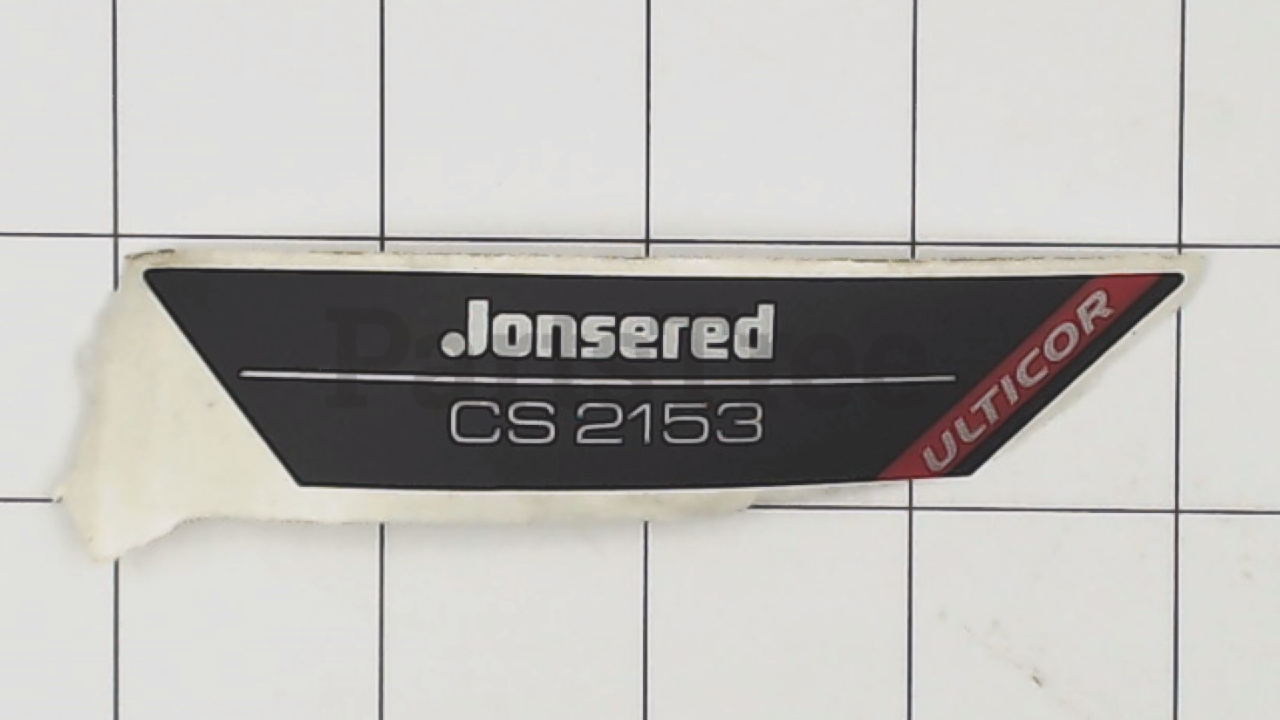 Jonsered
CS 2153
ULTICOR